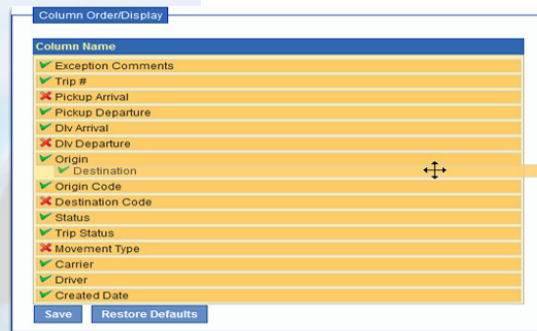 Column Order/Display
Column Name
Exception Comments
Trip #
Pickup Arrival
Pickup Departure
Dlv Arrival
Dlv Departure
Origin
Destination
Origin Code
Destination Code
Status
Trip Status
Movement Type
Carrier
Driver
Created Date
Save Restore Defaults